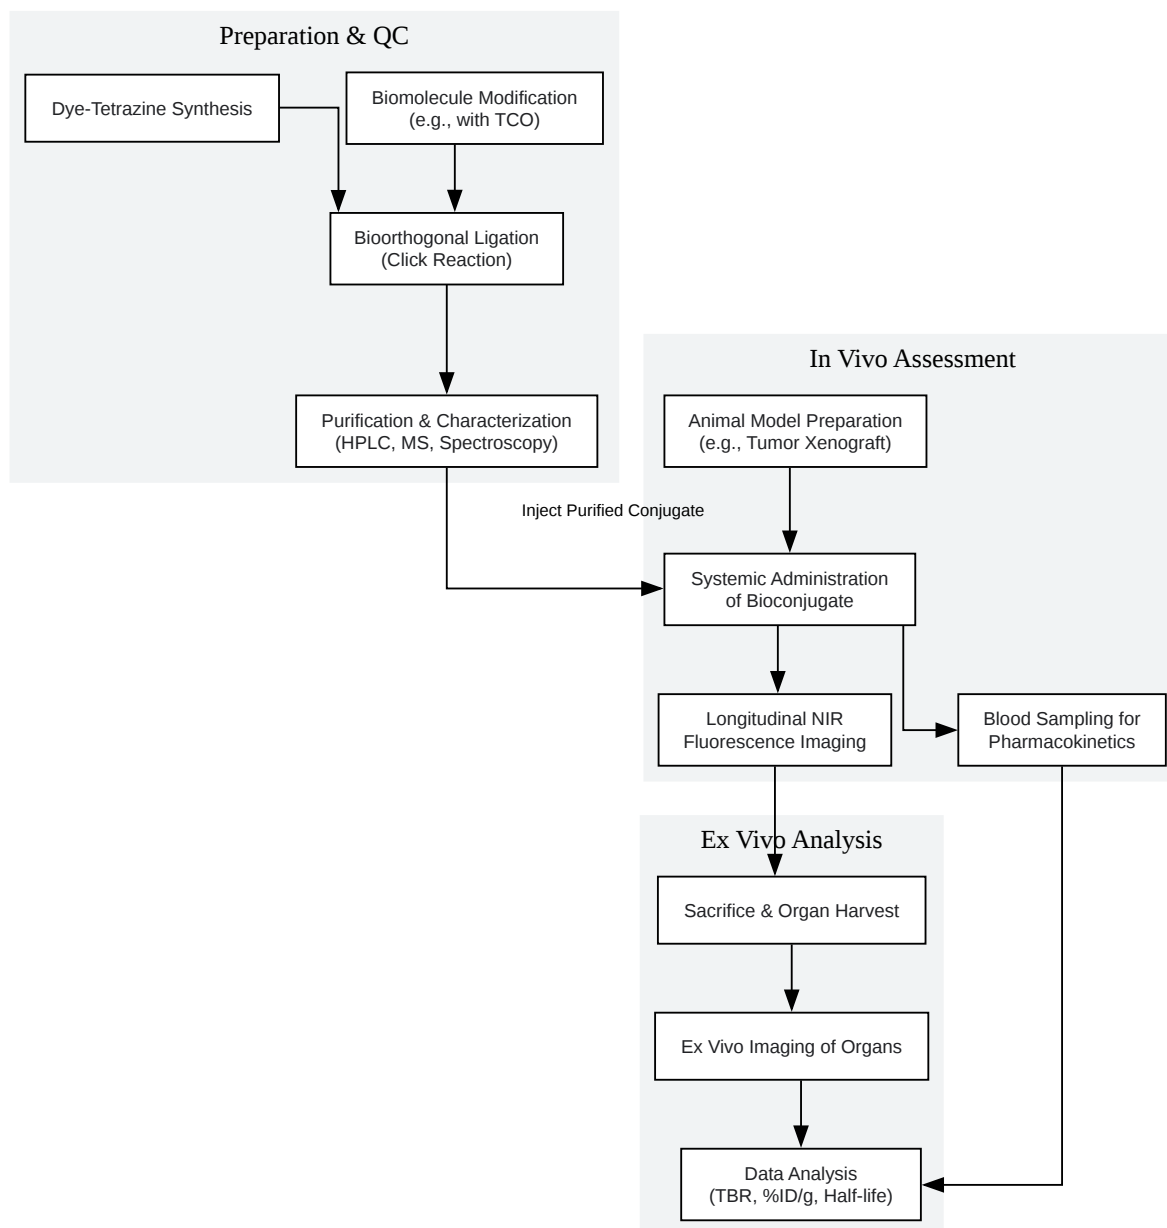 Preparation & QC
Dye-Tetrazine Synthesis
Biomolecule Modification
(e.g., with TCO)
Bioorthogonal Ligation
(Click Reaction)
Purification & Characterization
(HPLC, MS, Spectroscopy)
Inject Purified Conjugate
In Vivo Assessment
Animal Model Preparation
(e.g., Tumor Xenograft)
Systemic Administration
of Bioconjugate
Longitudinal NIR
Fluorescence Imaging
Blood Sampling for
Pharmacokinetics
Ex Vivo Analysis
Sacrifice & Organ Harvest
Ex Vivo Imaging of Organs
Data Analysis
(TBR, %ID/g, Half-life)